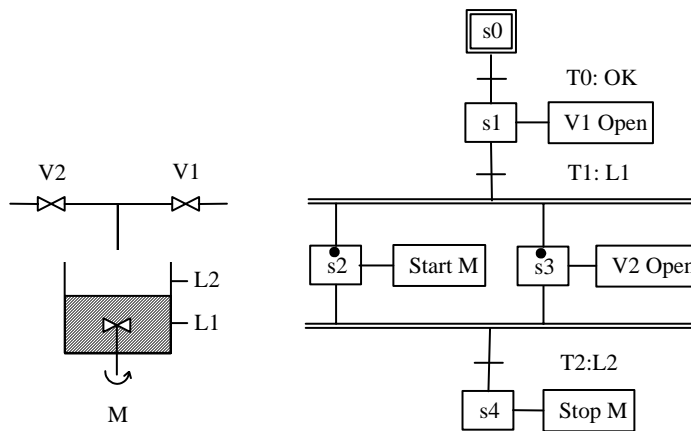 s0
T0: OK
s1
V1 Open
V2
V1
T1: L1
L2
s2
Start M
s3
V2 Open
L1
T2:L2
M
s4
Stop M